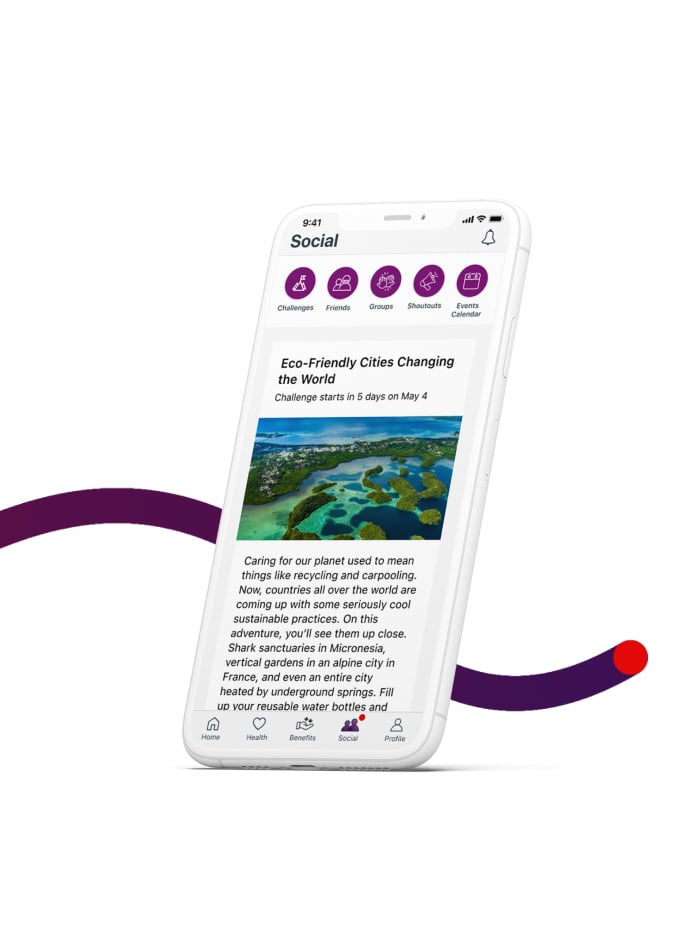 9:41
Social
Challenges
Friends
Groups
Shoutouts
Events
Calendar
Eco-Friendly Cities Changing
the World
Challenge starts in 5 days on May 4
Caring for our planet used to mean
things like recycling and carpooling.
Now, countries all over the world are
coming up with some seriously cool
sustainable practices. On this
adventure, you’ll see them up close.
Shark sanctuaries in Micronesia,
vertical gardens in an alpine city in
France, and even an entire city
heated by underground springs. Fill
up your reusable water bottles and
Home
Health
Benefits
Social
Profile